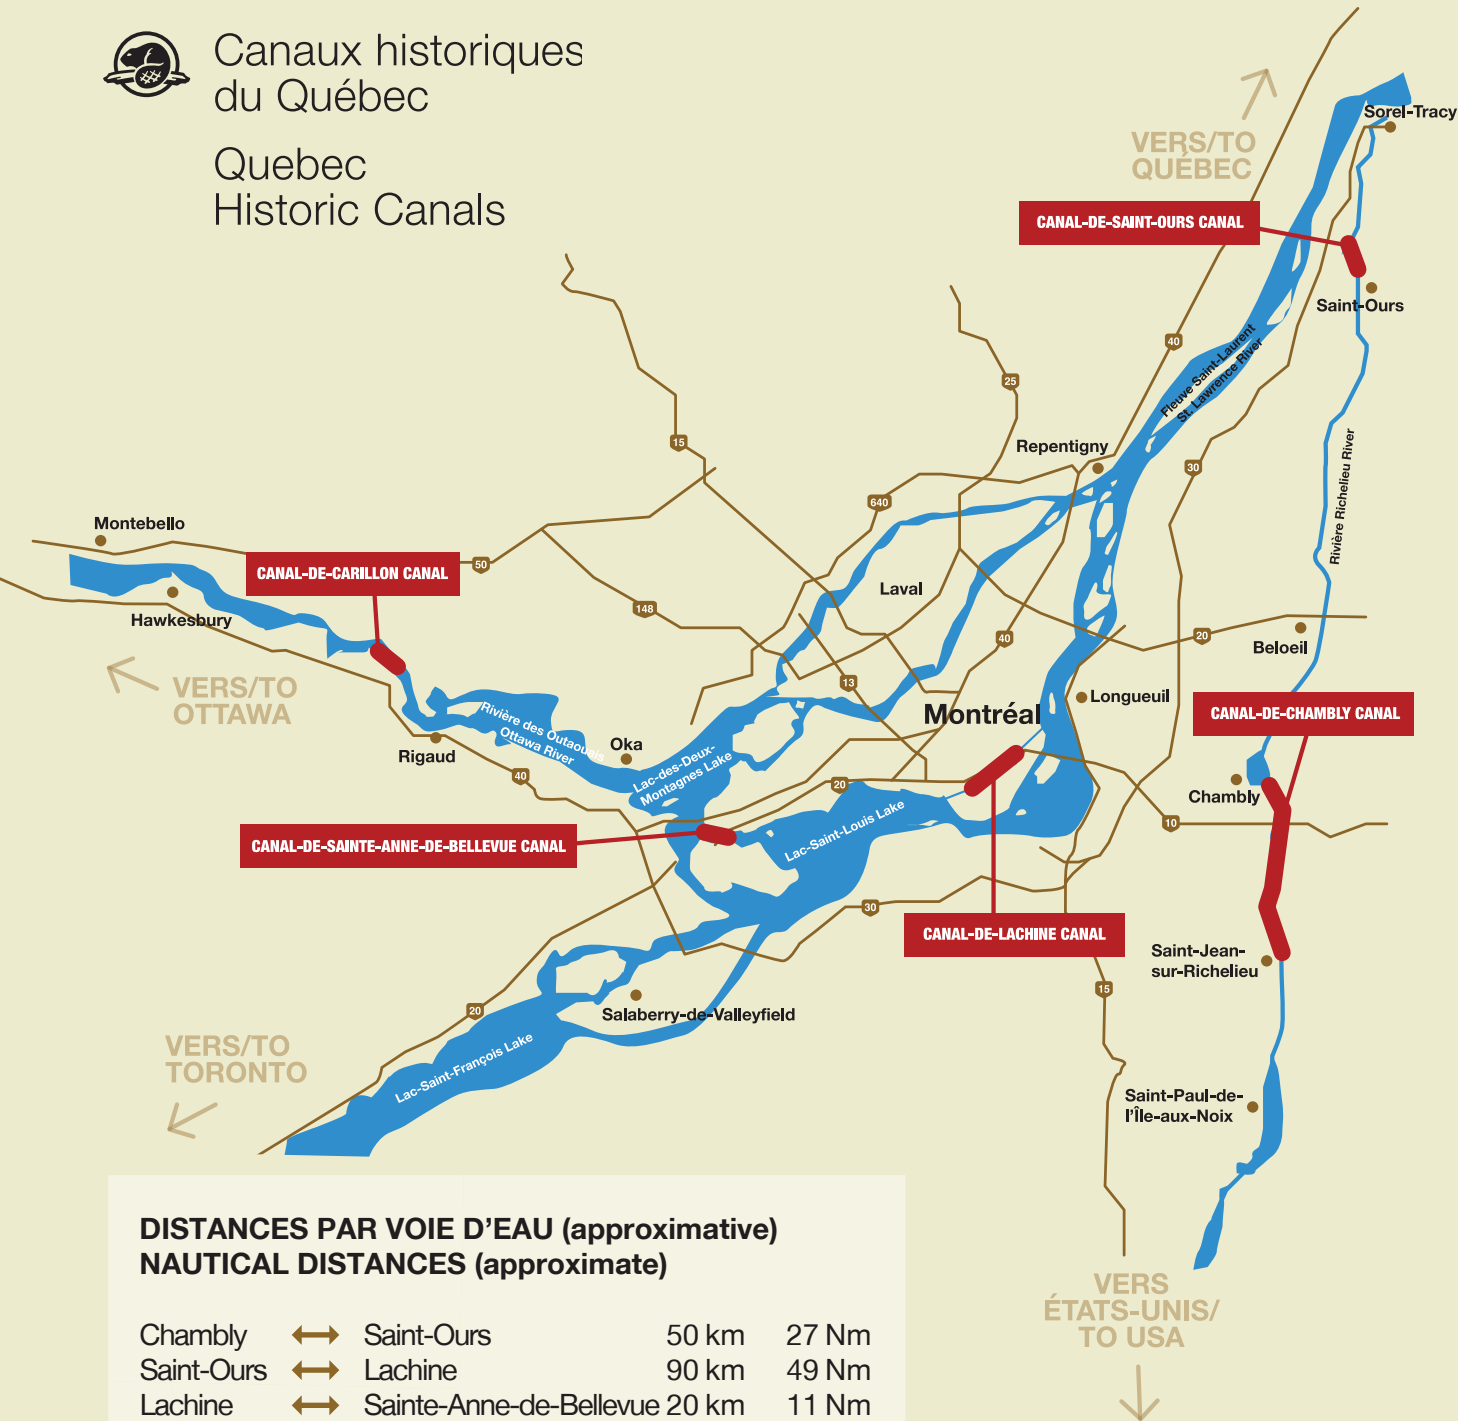 Canaux historiques
du Québec
Quebec
Historic Canals
VERS/TO
QUÉBEC
Sorel-Tracy
CANAL-DE-SAINT-OURS CANAL
Saint-Ours
40
Fleuve Saint-Laurent
St. Lawrence River
25
15
Repentigny
30
Rivière Richelieu River
640
Montebello
CANAL-DE-CARILLON CANAL
50
Hawkesbury
148
Laval
40
20
Beloeil
VERS/TO
OTTAWA
13
Longueuil
Montréal
CANAL-DE-CHAMBLY CANAL
Rivière des Outaouais
Ottawa River
Oka
Rigaud
40
Lac-des-Deux-
Montagnes Lake
20
Chambly
10
Lac-Saint-Louis Lake
CANAL-DE-SAINTE-ANNE-DE-BELLEVUE CANAL
30
CANAL-DE-LACHINE CANAL
Saint-Jean-
sur-Richelieu
15
20
Salaberry-de-Valleyfield
Lac-Saint-François Lake
VERS/TO
TORONTO
Saint-Paul-de-
l'Île-aux-Noix
VERS
ÉTATS-UNIS/
TO USA
DISTANCES PAR VOIE D'EAU (approximative)
NAUTICAL DISTANCES (approximate)
Chambly Saint-Ours 50 km 27 Nm
Saint-Ours Lachine 90 km 49 Nm
Lachine Sainte-Anne-de-Bellevue 20 km 11 Nm